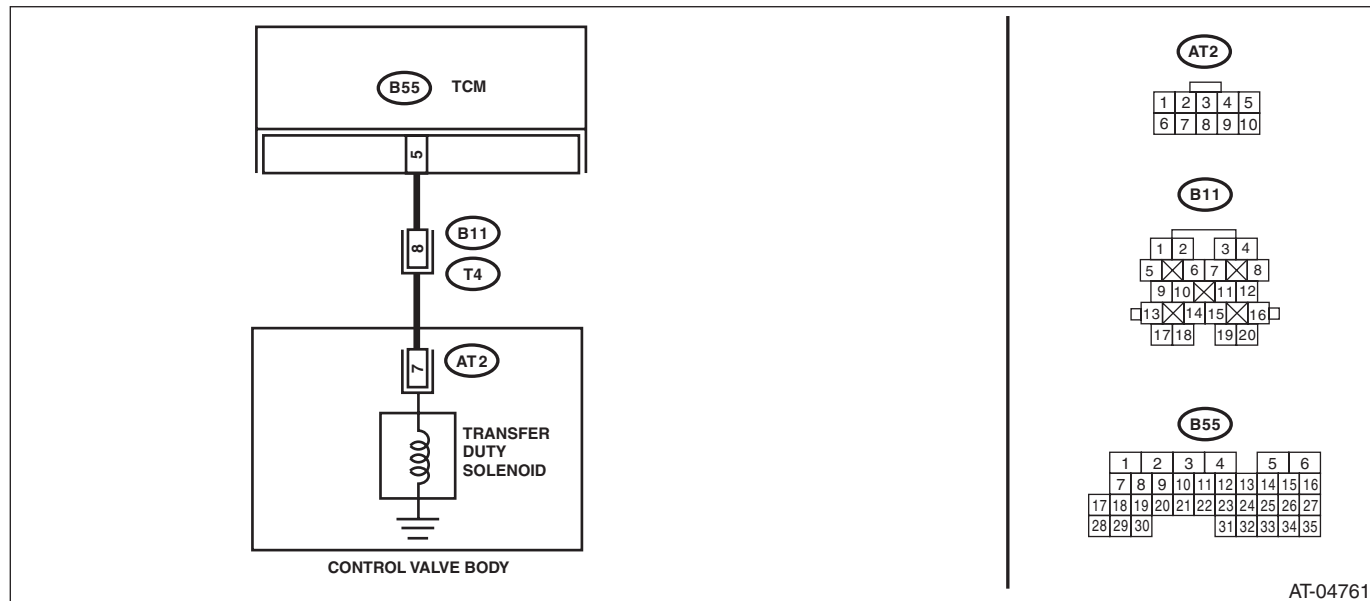 B55 TCM
5
8
B11
T4
7
AT2
TRANSFER
DUTY
SOLENOID
CONTROL VALVE BODY
AT2
1 2 3 4 5
6 7 8 9 10
B11
1 2 3 4
5 6 7 8
9 10 11 12
13 14 15 16
17 18 19 20
B55
1 2 3 4 5 6
7 8 9 10 11 12 13 14 15 16
17 18 19 20 21 22 23 24 25 26 27
28 29 30 31 32 33 34 35
AT-04761